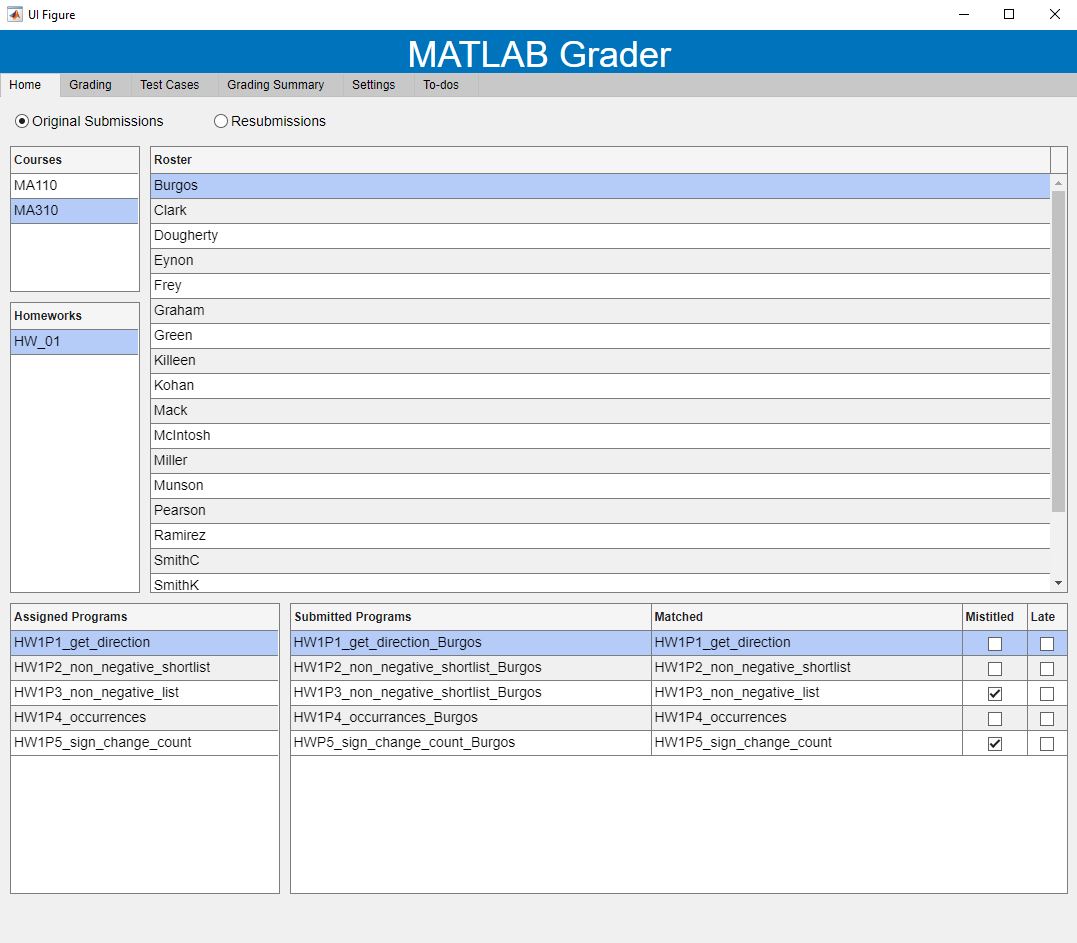 UI Figure
MATLAB Grader
Home Grading Test Cases Grading Summary Settings To-dos
Original Submissions Resubmissions
Courses
MA110
MA310
Homeworks
HW_01
Roster
Burgos
Clark
Dougherty
Eynon
Frey
Graham
Green
Killeen
Kohan
Mack
McIntosh
Miller
Munson
Pearson
Ramirez
SmithC
SmithK
Assigned Programs
HW1P1_get_direction
HW1P2_non_negative_shortlist
HW1P3_non_negative_list
HW1P4_occurrences
HW1P5_sign_change_count
Submitted Programs Matched Mistitled Late
HW1P1_get_direction_Burgos HW1P1_get_direction
HW1P2_non_negative_shortlist_Burgos HW1P2_non_negative_shortlist
HW1P3_non_negative_shortlist_Burgos HW1P3_non_negative_list
HW1P4_occurrances_Burgos HW1P4_occurrences
HWP5_sign_change_count_Burgos HW1P5_sign_change_count